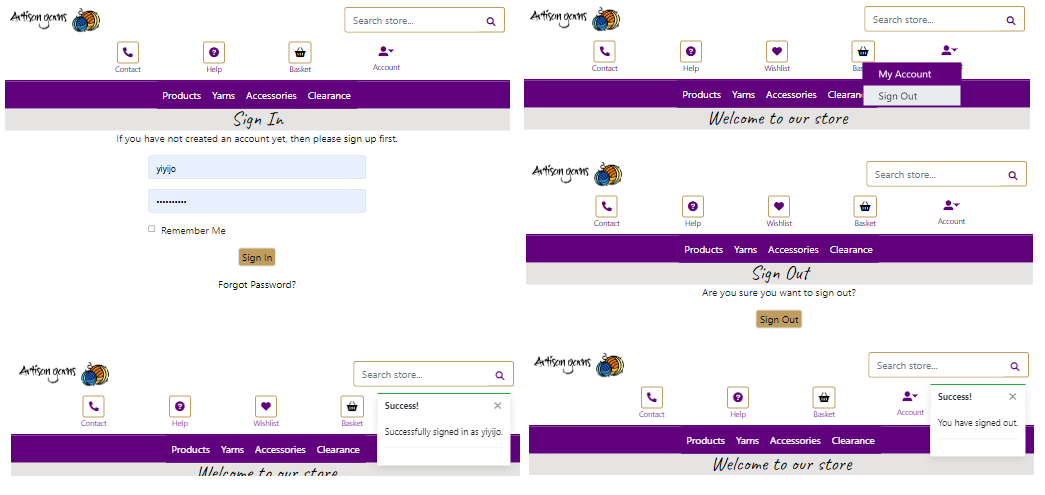 Artisan yarns
Search store...
Contact
Help
Basket
Account
Products Yarns Accessories Clearance
Sign In
If you have not created an account yet, then please sign up first.
yiyijo
••••••••••
Remember Me
Sign In
Forgot Password?
Artisan yarns
Search store...
Contact
Help
Wishlist
Basket
Success!
Successfully signed in as yiyijo.
Products Yarns Accessories Clearance
Welcome to our store
Artisan yarns
Search store...
Contact
Help
Wishlist
My Account
Sign Out
Products Yarns Accessories
Welcome to our store
Artisan yarns
Search store...
Contact
Help
Wishlist
Basket
Account
Products Yarns Accessories Clearance
Sign Out
Are you sure you want to sign out?
Sign Out
Artisan yarns
Search store...
Contact
Help
Basket
Account
Success!
You have signed out.
Products Yarns Accessories Clearance
Welcome to our store